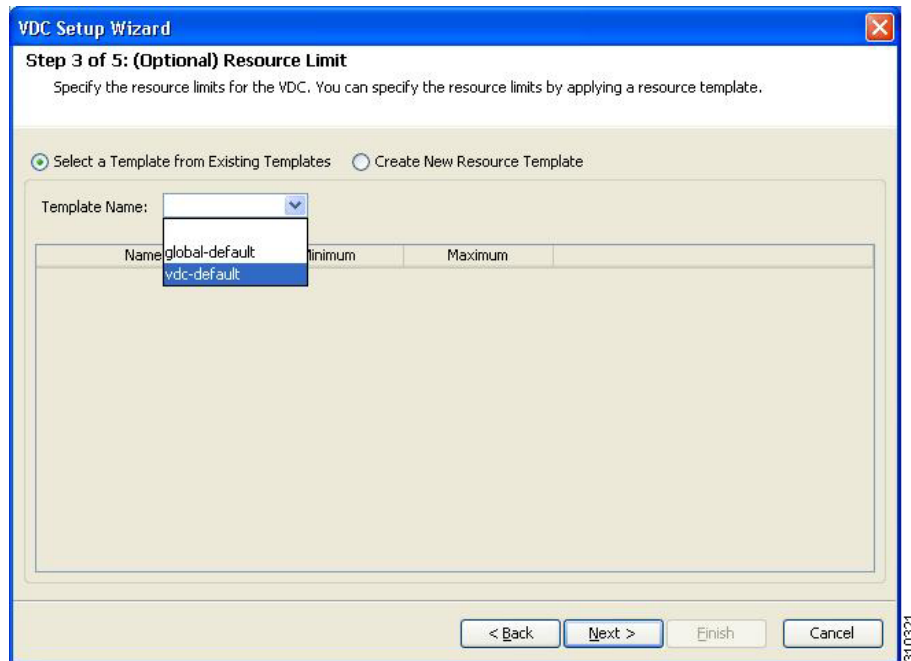 VDC Setup Wizard
Step 3 of 5: (Optional) Resource Limit
Specify the resource limits for the VDC. You can specify the resource limits by applying a resource template.
Select a Template from Existing Templates Create New Resource Template
Template Name:
Name Minimum Maximum
global-default
vdc-default
< Back Next > Finish Cancel
310321